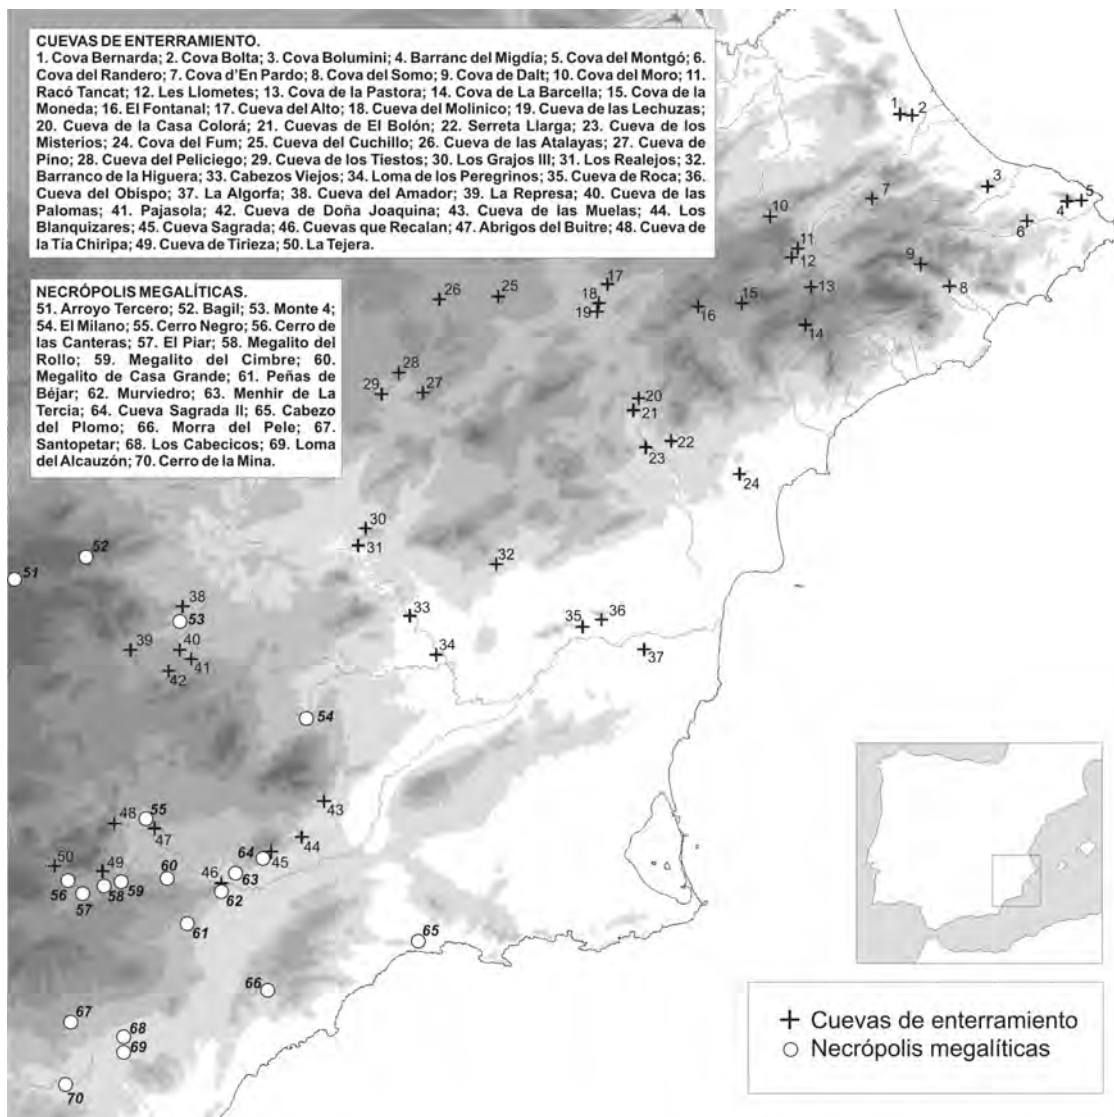 CUEVAS DE ENTERRAMIENTO.
1. Cova Bernarda; 2. Cova Bolta; 3. Cova Bolumini; 4. Barranc del Migdía; 5. Cova del Montgó; 6.
Cova del Randero; 7. Cova d'En Pardo; 8. Cova del Somo; 9. Cova de Dalt; 10. Cova del Moro; 11.
Racó Tancat; 12. Les Llometes; 13. Cova de la Pastora; 14. Cova de La Barcella; 15. Cova de la
Moneda; 16. El Fontanal; 17. Cueva del Alto; 18. Cueva del Molinico; 19. Cueva de las Lechuzas;
20. Cueva de la Casa Colorá; 21. Cuevas de El Bolón; 22. Serreta Llarga; 23. Cueva de los
Misterios; 24. Cova del Fum; 25. Cueva del Cuchillo; 26. Cueva de las Atalayas; 27. Cueva de
Pino; 28. Cueva del Peliciego; 29. Cueva de los Tiestos; 30. Los Grajos III; 31. Los Realejos; 32.
Barranco de la Higuera; 33. Cabezos Viejos; 34. Loma de los Peregrinos; 35. Cueva de Roca; 36.
Cueva del Obispo; 37. La Algorfa; 38. Cueva del Amador; 39. La Represa; 40. Cueva de las
Palomas; 41. Pajasola; 42. Cueva de Doña Joaquina; 43. Cueva de las Muelas; 44. Los
Blanquizares; 45. Cueva Sagrada; 46. Cuevas que Recalan; 47. Abrigos del Buitre; 48. Cueva de
la Tía Chiripa; 49. Cueva de Tirieza; 50. La Tejera.
NECRÓPOLIS MEGALÍTICAS.
51. Arroyo Tercero; 52. Bagil; 53. Monte 4;
54. El Milano; 55. Cerro Negro; 56. Cerro de
las Canteras; 57. El Piar; 58. Megalito del
Rollo; 59. Megalito del Cimbre; 60.
Megalito de Casa Grande; 61. Peñas de
Béjar; 62. Murviedro; 63. Menhir de La
Tercia; 64. Cueva Sagrada II; 65. Cabezo
del Plomo; 66. Morra del Pele; 67.
Santopetar; 68. Los Cabecicos; 69. Loma
del Alcauzón; 70. Cerro de la Mina.
1
2
3
4
5
6
7
8
9
10
11
12
13
14
15
16
17
18
19
20
21
22
23
24
25
26
27
28
29
30
31
32
33
34
35
36
37
38
39
40
41
42
43
44
45
46
47
48
49
50
51
52
53
54
55
56
57
58
59
60
61
62
63
64
65
66
67
68
69
70
Cuevas de enterramiento
Necrópolis megalíticas